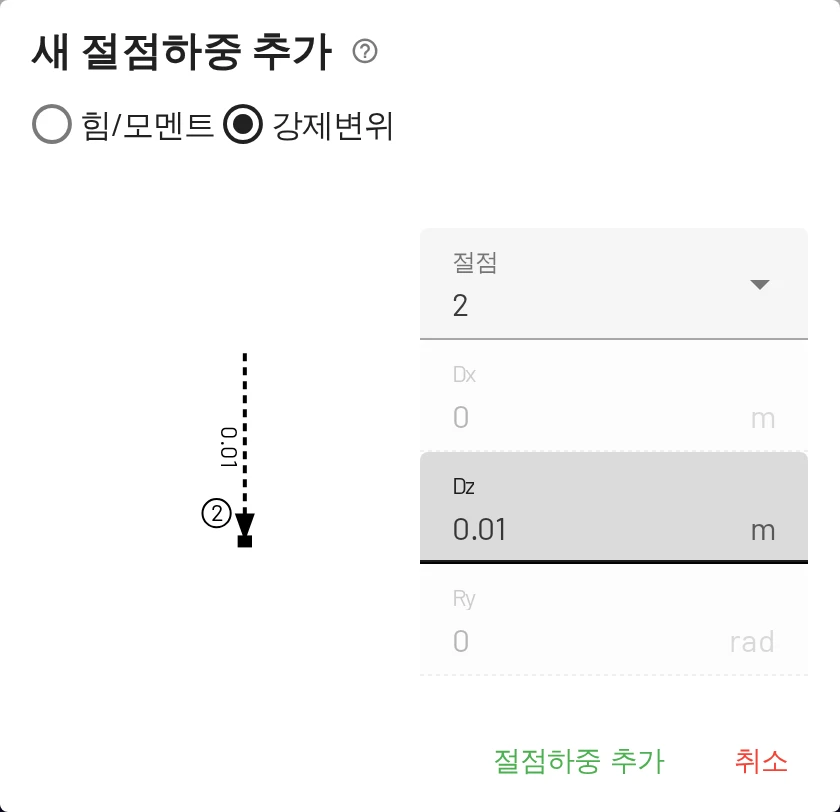 새 절점하중 추가 ?
힘/모멘트 강제변위
절점
2
Dx
0 m
0.01
2
Dz
0.01 m
Ry
0 rad
절점하중 추가 취소